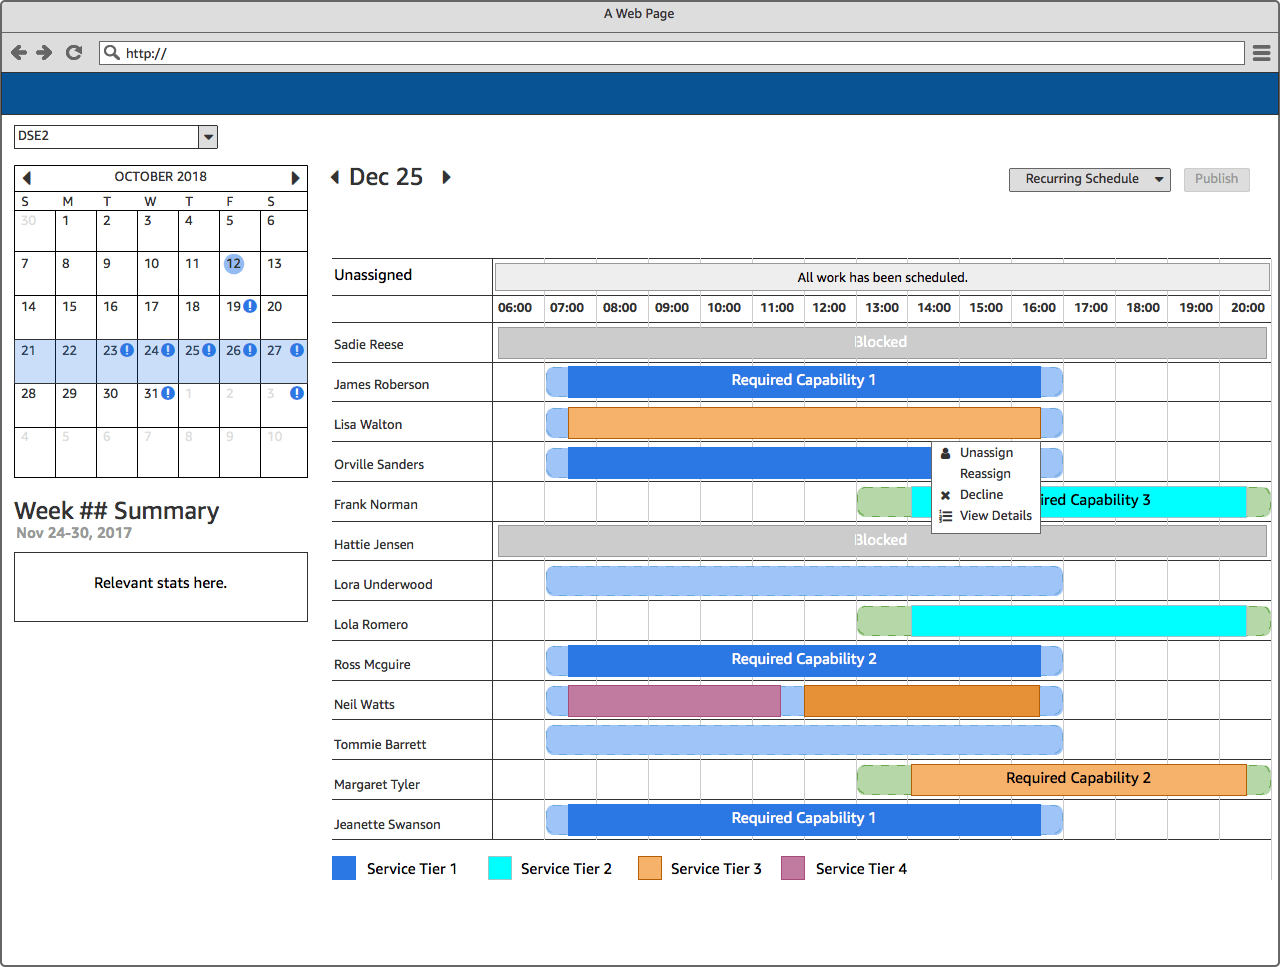 A Web Page
http://
DSE2
OCTOBER 2018
S M T W T F S
30 1 2 3 4 5 6
7 8 9 10 11 12 13
14 15 16 17 18 19 20
21 22 23 24 25 26 27
28 29 30 31 1 2 3
4 5 6 7 8 9 10
Week ## Summary
Nov 24-30, 2017
Relevant stats here.
Dec 25
Recurring Schedule
Publish
Unassigned
All work has been scheduled.
06:00 07:00 08:00 09:00 10:00 11:00 12:00 13:00 14:00 15:00 16:00 17:00 18:00 19:00 20:00
Sadie Reese
Blocked
James Roberson
Required Capability 1
Lisa Walton
Orville Sanders
Unassign
Reassign
Decline
View Details
Frank Norman
ired Capability 3
Hattie Jensen
Blocked
Lora Underwood
Lola Romero
Ross Mcguire
Required Capability 2
Neil Watts
Tommie Barrett
Margaret Tyler
Required Capability 2
Jeanette Swanson
Required Capability 1
Service Tier 1
Service Tier 2
Service Tier 3
Service Tier 4